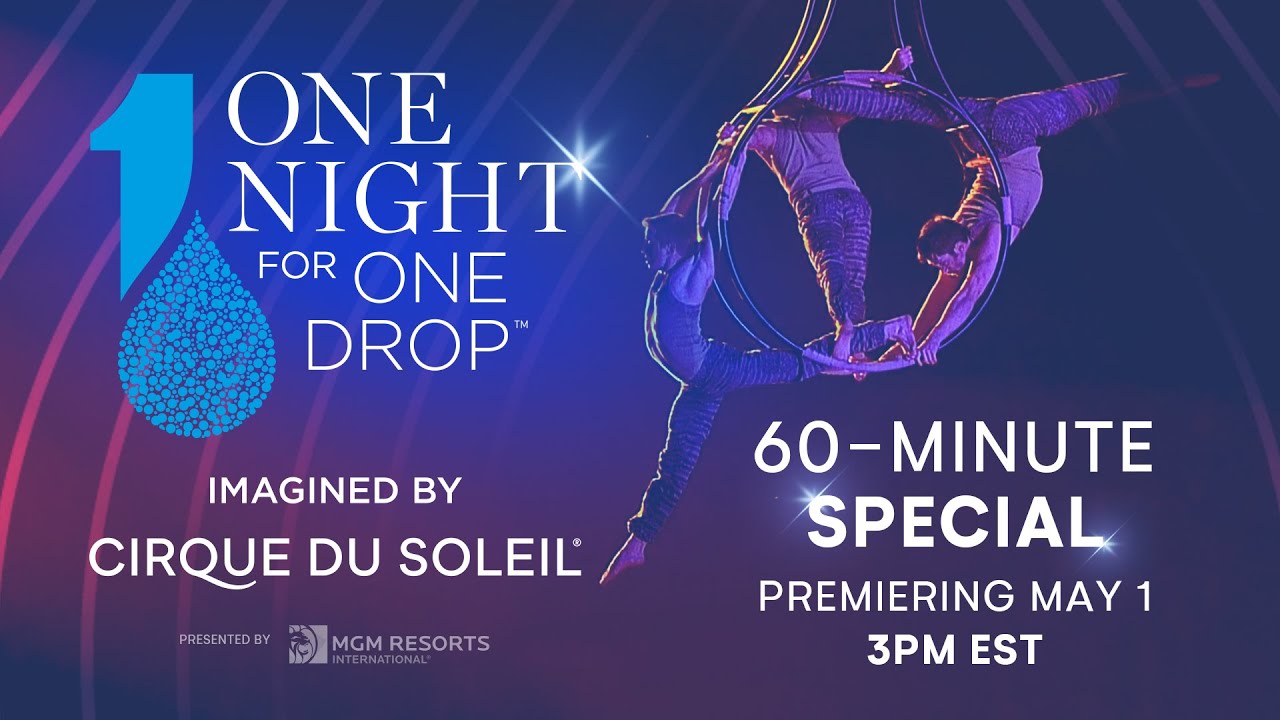 1
ONE
NIGHT
FOR ONE
DROP™
IMAGINED BY
CIRQUE DU SOLEIL®
PRESENTED BY
MGM RESORTS
INTERNATIONAL®
60-MINUTE
SPECIAL
PREMIERING MAY 1
3PM EST